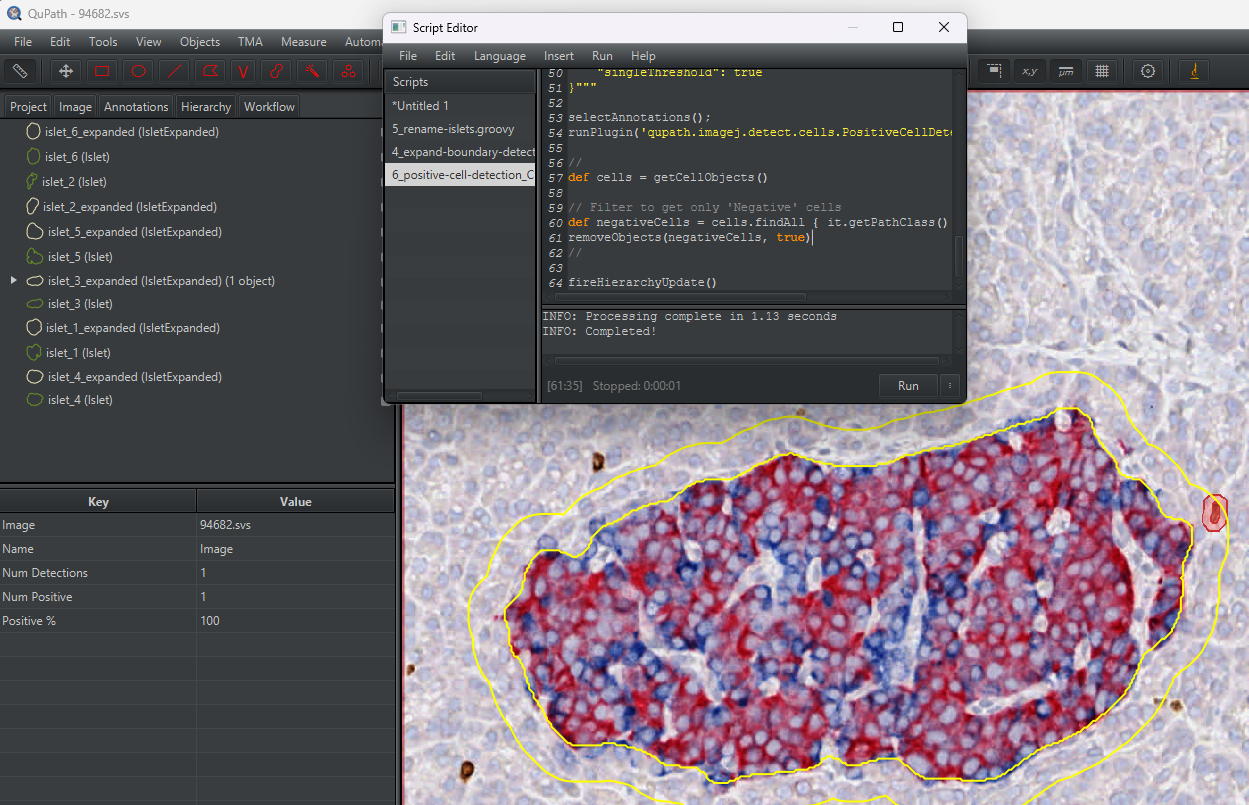 QuPath - 94682.svs
File Edit Tools View Objects TMA Measure Autom
x,y
µm
Project Image Annotations Hierarchy Workflow
islet_6_expanded (IsletExpanded)
islet_6 (Islet)
islet_2 (Islet)
islet_2_expanded (IsletExpanded)
islet_5_expanded (IsletExpanded)
islet_5 (Islet)
islet_3_expanded (IsletExpanded) (1 object)
islet_3 (Islet)
islet_1_expanded (IsletExpanded)
islet_1 (Islet)
islet_4_expanded (IsletExpanded)
islet_4 (Islet)
Key Value
Image 94682.svs
Name Image
Num Detections 1
Num Positive 1
Positive % 100
Script Editor
File Edit Language Insert Run Help
Scripts
*Untitled 1
5_rename-islets.groovy
4_expand-boundary-detect
6_positive-cell-detection_C
50 "singleThreshold": true
51 }"""
52
53 selectAnnotations();
54 runPlugin('qupath.imagej.detect.cells.PositiveCellDete
55
56 //
57 def cells = getCellObjects()
58
59 // Filter to get only 'Negative' cells
60 def negativeCells = cells.findAll { it.getPathClass()
61 removeObjects(negativeCells, true)
62 //
63
64 fireHierarchyUpdate()
INFO: Processing complete in 1.13 seconds
INFO: Completed!
[61:35] Stopped: 0:00:01
Run